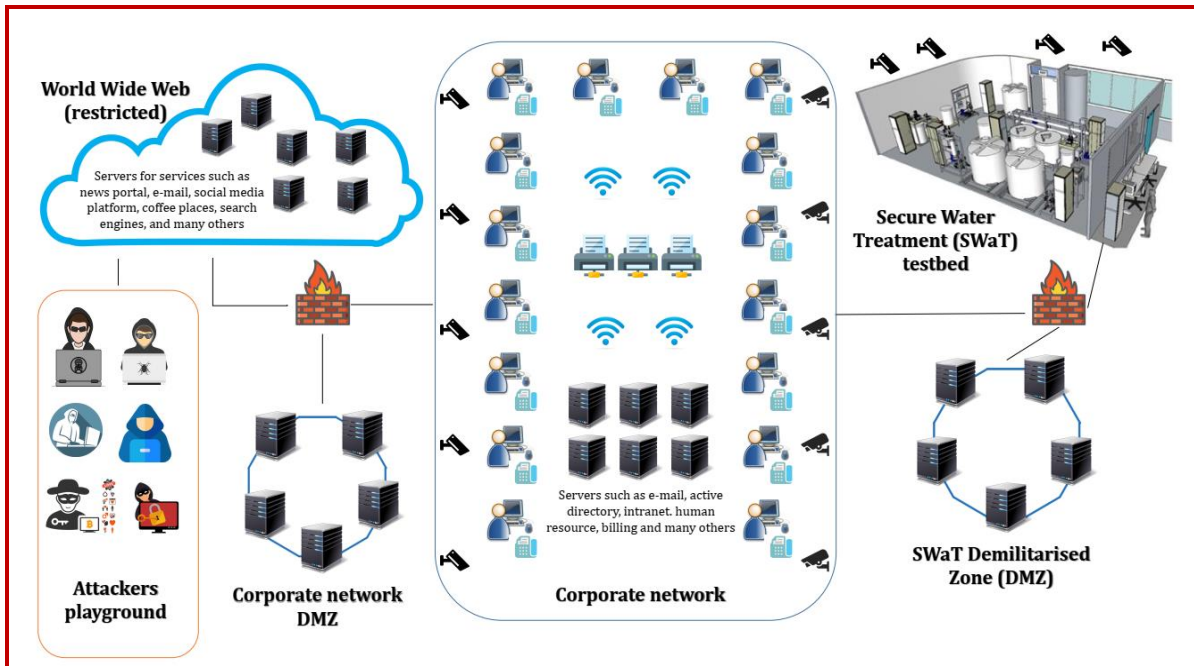 World Wide Web
(restricted)
Servers for services such as
news portal, e-mail, social media
platform, coffee places, search
engines, and many others
Attackers
playground
Corporate network
DMZ
Servers such as e-mail, active
directory, intranet. human
resource, billing and many others
Corporate network
Secure Water
Treatment (SWaT)
testbed
SWaT Demilitarised
Zone (DMZ)